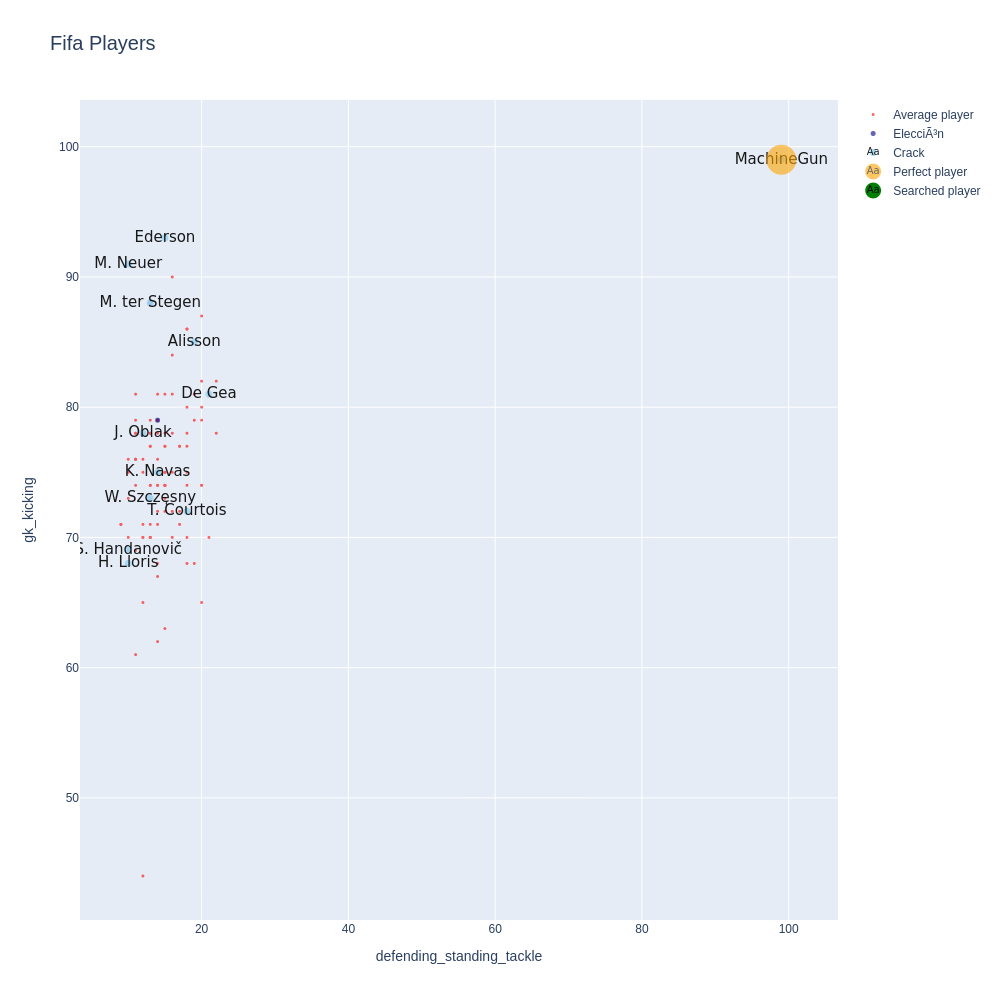 Fifa Players
Average player
ElecciÃ³n
Aa Crack
Aa Perfect player
Aa Searched player
gk_kicking
100
90
80
70
60
50
MachineGun
Ederson
M. Neuer
M. ter Stegen
Alisson
De Gea
J. Oblak
K. Navas
W. Szczesny
T. Courtois
S. Handanovič
H. Lloris
20 40 60 80 100
defending_standing_tackle